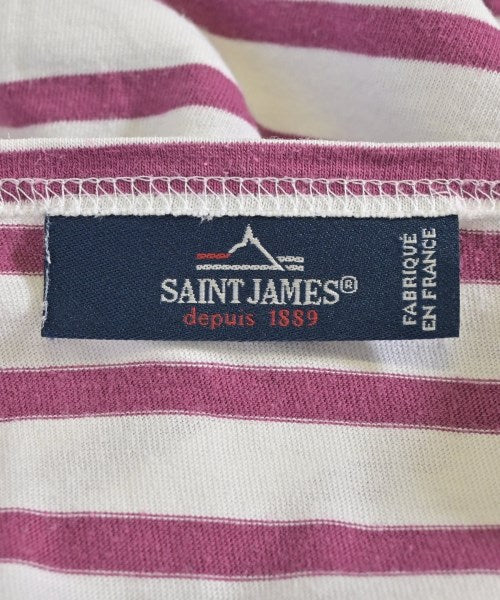 SAINT JAMES®
depuis 1889
FABRIQUÉ
EN FRANCE